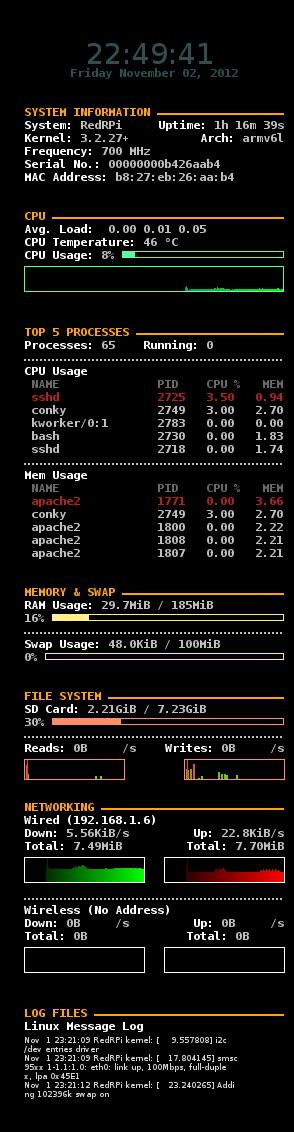 22:49:41
Friday November 02, 2012
SYSTEM INFORMATION
System: RedRPi Uptime: 1h 16m 39s
Kernel: 3.2.27+ Arch: armv6l
Frequency: 700 MHz
Serial No.: 00000000b426aab4
MAC Address: b8:27:eb:26:aa:b4
CPU
Avg. Load: 0.00 0.01 0.05
CPU Temperature: 46 °C
CPU Usage: 8%
TOP 5 PROCESSES
Processes: 65 Running: 0
CPU Usage
NAME PID CPU % MEM
sshd 2725 3.50 0.94
conky 2749 3.00 2.70
kworker/0:1 2783 0.00 0.00
bash 2730 0.00 1.83
sshd 2718 0.00 1.74
Mem Usage
NAME PID CPU % MEM
apache2 1771 0.00 3.66
conky 2749 3.00 2.70
apache2 1800 0.00 2.22
apache2 1808 0.00 2.21
apache2 1807 0.00 2.21
MEMORY & SWAP
RAM Usage: 29.7MiB / 185MiB
16%
Swap Usage: 48.0KiB / 100MiB
0%
FILE SYSTEM
SD Card: 2.21GiB / 7.23GiB
30%
Reads: 0B /s Writes: 0B /s
NETWORKING
Wired (192.168.1.6)
Down: 5.56KiB/s Up: 22.8KiB/s
Total: 7.49MiB Total: 7.70MiB
Wireless (No Address)
Down: 0B /s Up: 0B /s
Total: 0B Total: 0B
LOG FILES
Linux Message Log
Nov 1 23:21:09 RedRPi kernel: [ 9.557808] i2c
/dev entries driver
Nov 1 23:21:09 RedRPi kernel: [ 17.804145] smsc
95xx 1-1.1:1.0: eth0: link up, 100Mbps, full-duple
x, lpa 0x45E1
Nov 1 23:21:12 RedRPi kernel: [ 23.240265] Addi
ng 102396k swap on